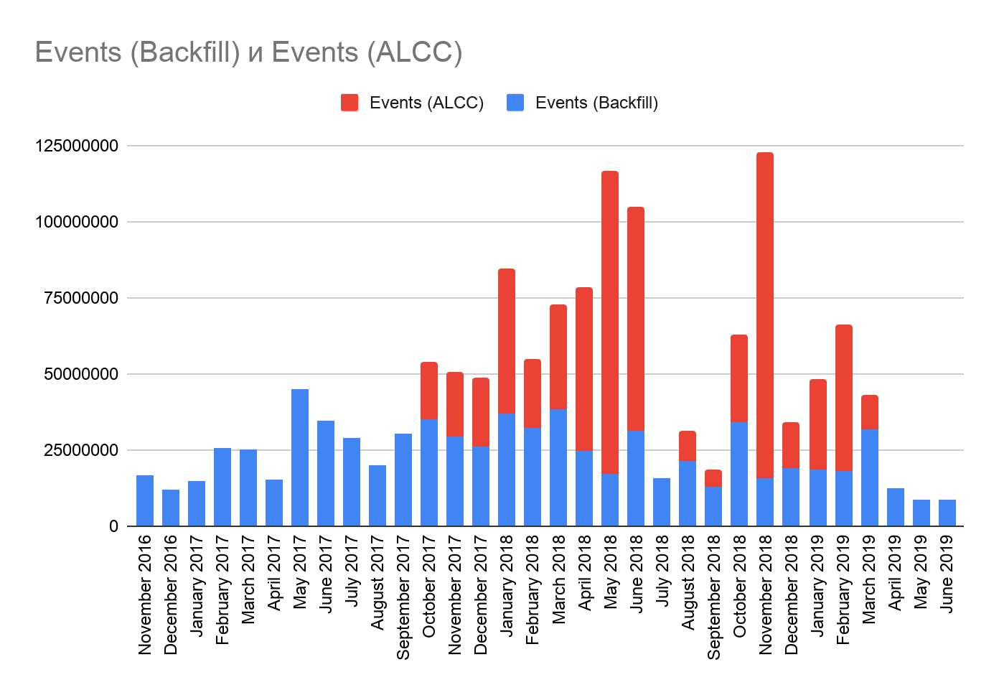 Events (Backfill) и Events (ALCC)
Events (ALCC)
Events (Backfill)
125000000
100000000
75000000
50000000
25000000
0
November 2016
December 2016
January 2017
February 2017
March 2017
April 2017
May 2017
June 2017
July 2017
August 2017
September 2017
October 2017
November 2017
December 2017
January 2018
February 2018
March 2018
April 2018
May 2018
June 2018
July 2018
August 2018
September 2018
October 2018
November 2018
December 2018
January 2019
February 2019
March 2019
April 2019
May 2019
June 2019